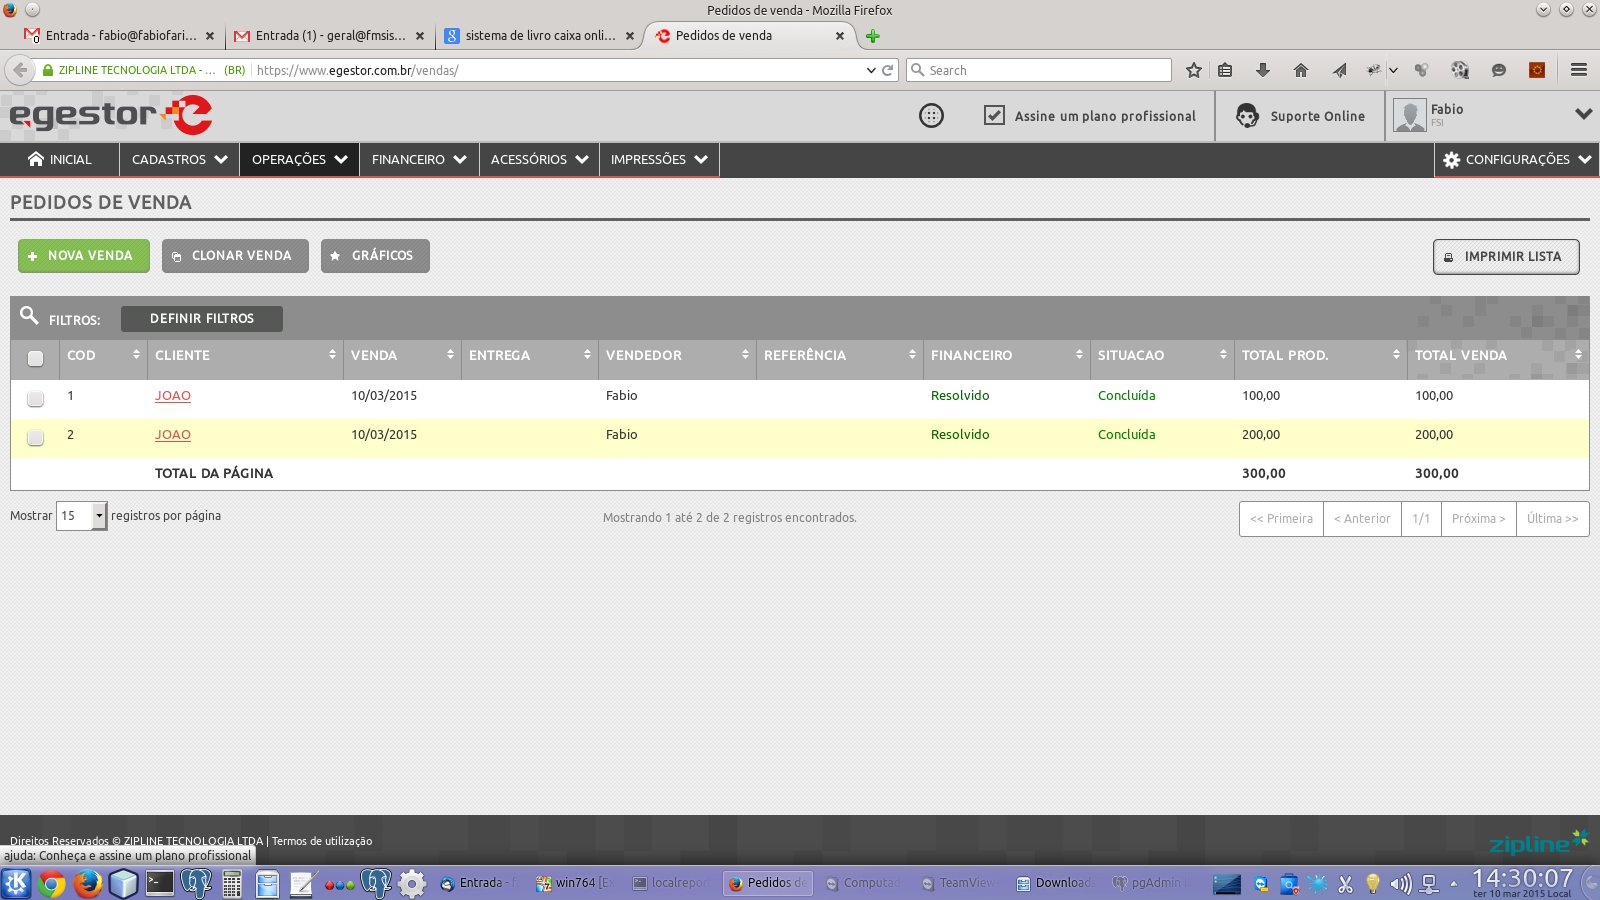 Pedidos de venda - Mozilla Firefox
Entrada - fabio@fabiofari... Entrada (1) - geral@fmsis... sistema de livro caixa onli... Pedidos de venda
ZIPLINE TECNOLOGIA LTDA - ... (BR) https://www.egestor.com.br/vendas/ Search
egestor Assine um plano profissional Suporte Online Fabio
FSI
INICIAL CADASTROS OPERAÇÕES FINANCEIRO ACESSÓRIOS IMPRESSÕES CONFIGURAÇÕES
PEDIDOS DE VENDA
NOVA VENDA CLONAR VENDA GRÁFICOS IMPRIMIR LISTA
FILTROS: DEFINIR FILTROS
COD CLIENTE VENDA ENTREGA VENDEDOR REFERÊNCIA FINANCEIRO SITUACAO TOTAL PROD. TOTAL VENDA
1 JOAO 10/03/2015 Fabio Resolvido Concluída 100,00 100,00
2 JOAO 10/03/2015 Fabio Resolvido Concluída 200,00 200,00
TOTAL DA PÁGINA 300,00 300,00
Mostrar 15 registros por página Mostrando 1 até 2 de 2 registros encontrados. << Primeira < Anterior 1/1 Próxima > Última >>
Direitos Reservados © ZIPLINE TECNOLOGIA LTDA | Termos de utilização zipline
ajuda: Conheça e assine um plano profissional
Entrada - win764 localrepor Pedidos de Computa TeamView Download pgAdmin 14:30:07
ter 10 mar 2015 Local